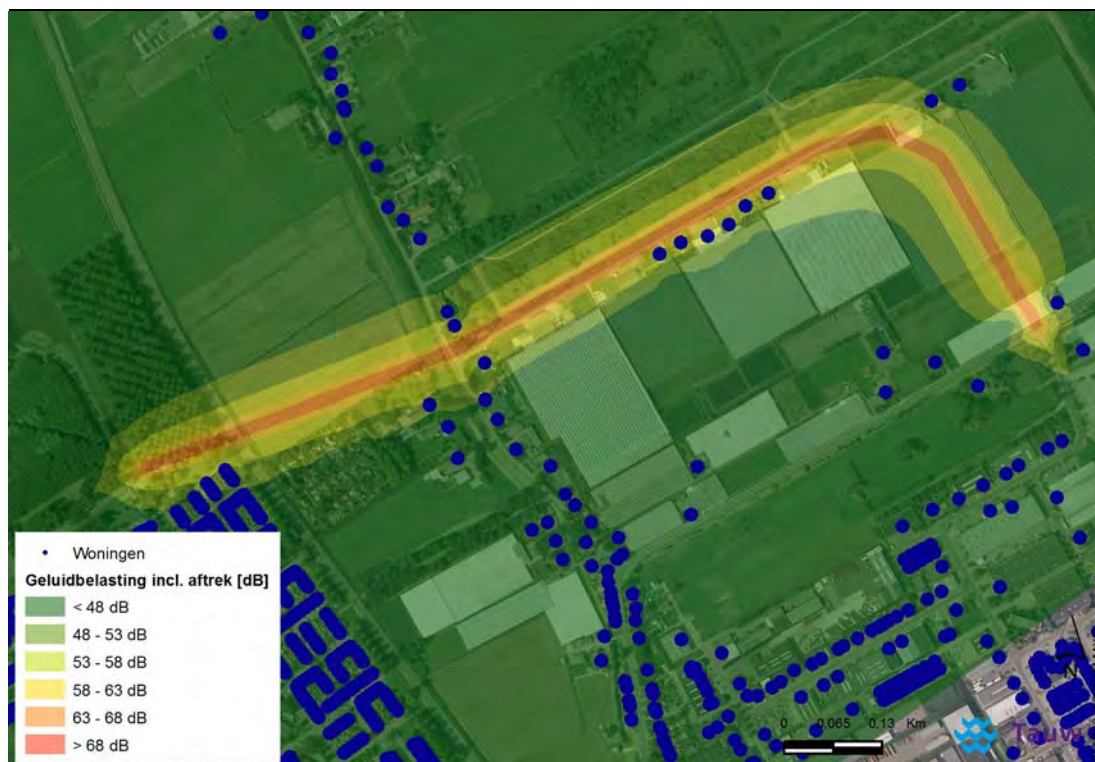 Woningen
Geluidbelasting incl. aftrek [dB]
< 48 dB
48 - 53 dB
53 - 58 dB
58 - 63 dB
63 - 68 dB
> 68 dB
N
0 0,065 0,13 Km
Tauw